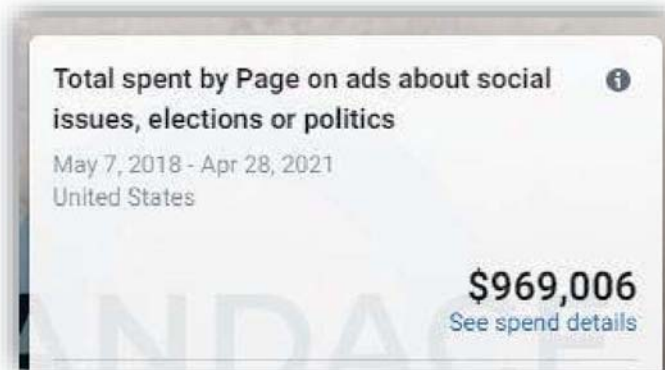 Total spent by Page on ads about social
issues, elections or politics
May 7, 2018 - Apr 28, 2021
United States
$969,006
See spend details
ANDACE